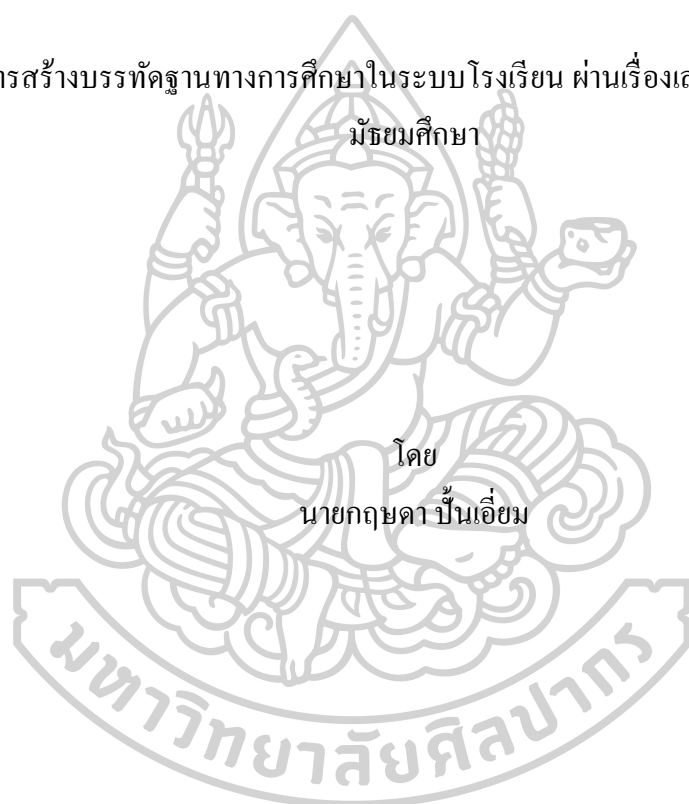 ารสร้างบรรทัดฐานทางการศึกษาในระบบโรงเรียน ผ่านเรื่องเล
มัธยมศึกษา
โดย
นายกฤษดา ปั้นเอี่ยม
มหาวิทยาลัยศิลปากร